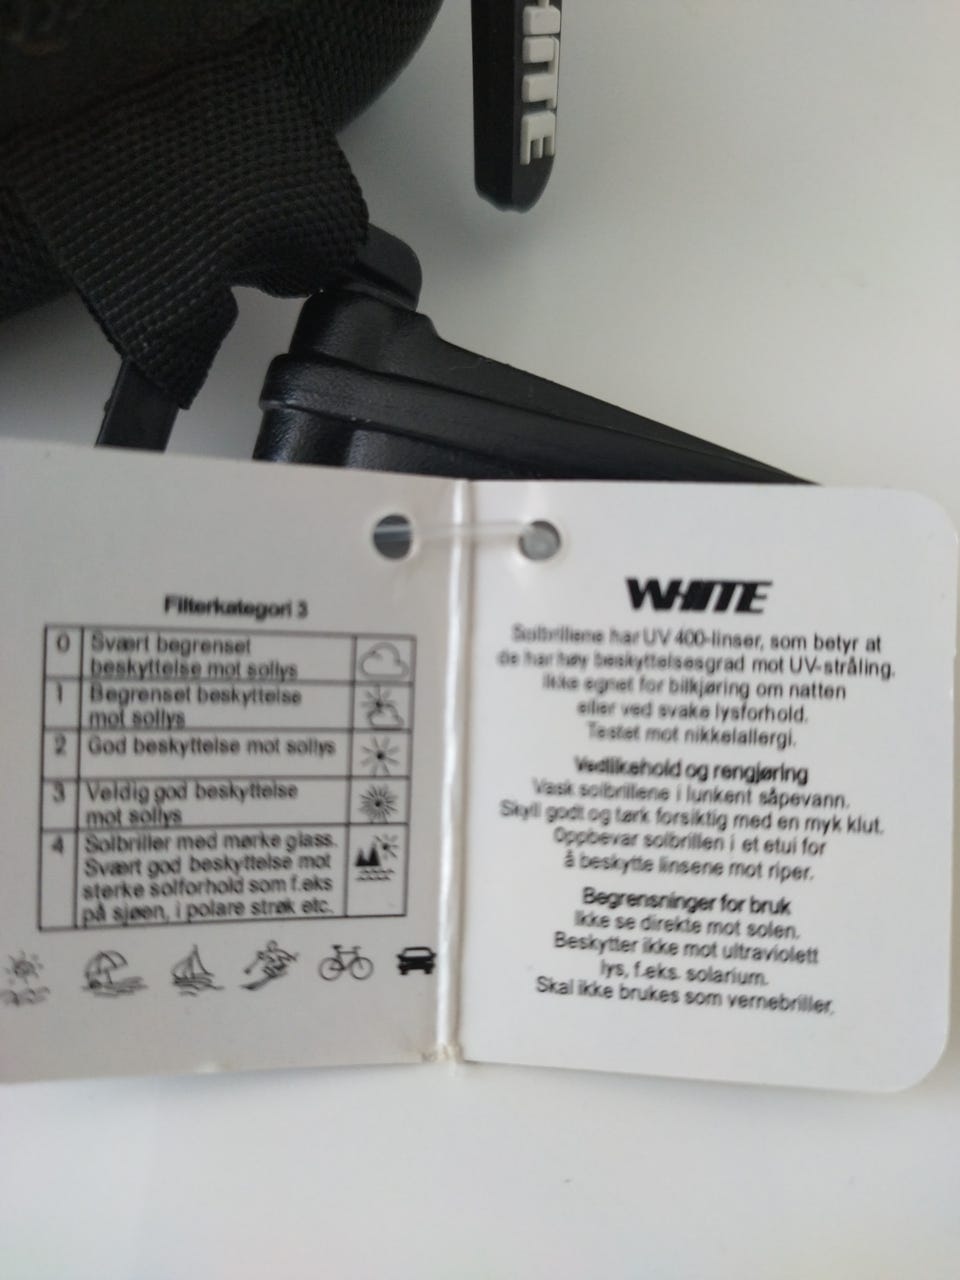 HITE
Filterkategori 3
0 Svært begrenset
beskyttelse mot sollys
1 Begrenset beskyttelse
mot sollys
2 God beskyttelse mot sollys
3 Veldig god beskyttelse
mot sollys
4 Solbriller med mørke glass.
Svært god beskyttelse mot
sterke solforhold som f.eks
på sjøen, i polare strøk etc.
WHITE
Solbrillene har UV 400-linser, som betyr at
de har høy beskyttelsesgrad mot UV-stråling.
Ikke egnet for bilkjøring om natten
eller ved svake lysforhold.
Testet mot nikkelallergi.
Vedlikehold og rengjøring
Vask solbrillene i lunkent såpevann.
Skyll godt og tørk forsiktig med en myk klut.
Oppbevar solbrillen i et etui for
å beskytte linsene mot riper.
Begrensninger for bruk
Ikke se direkte mot solen.
Beskytter ikke mot ultraviolett
lys, f.eks. solarium.
Skal ikke brukes som vernebriller.